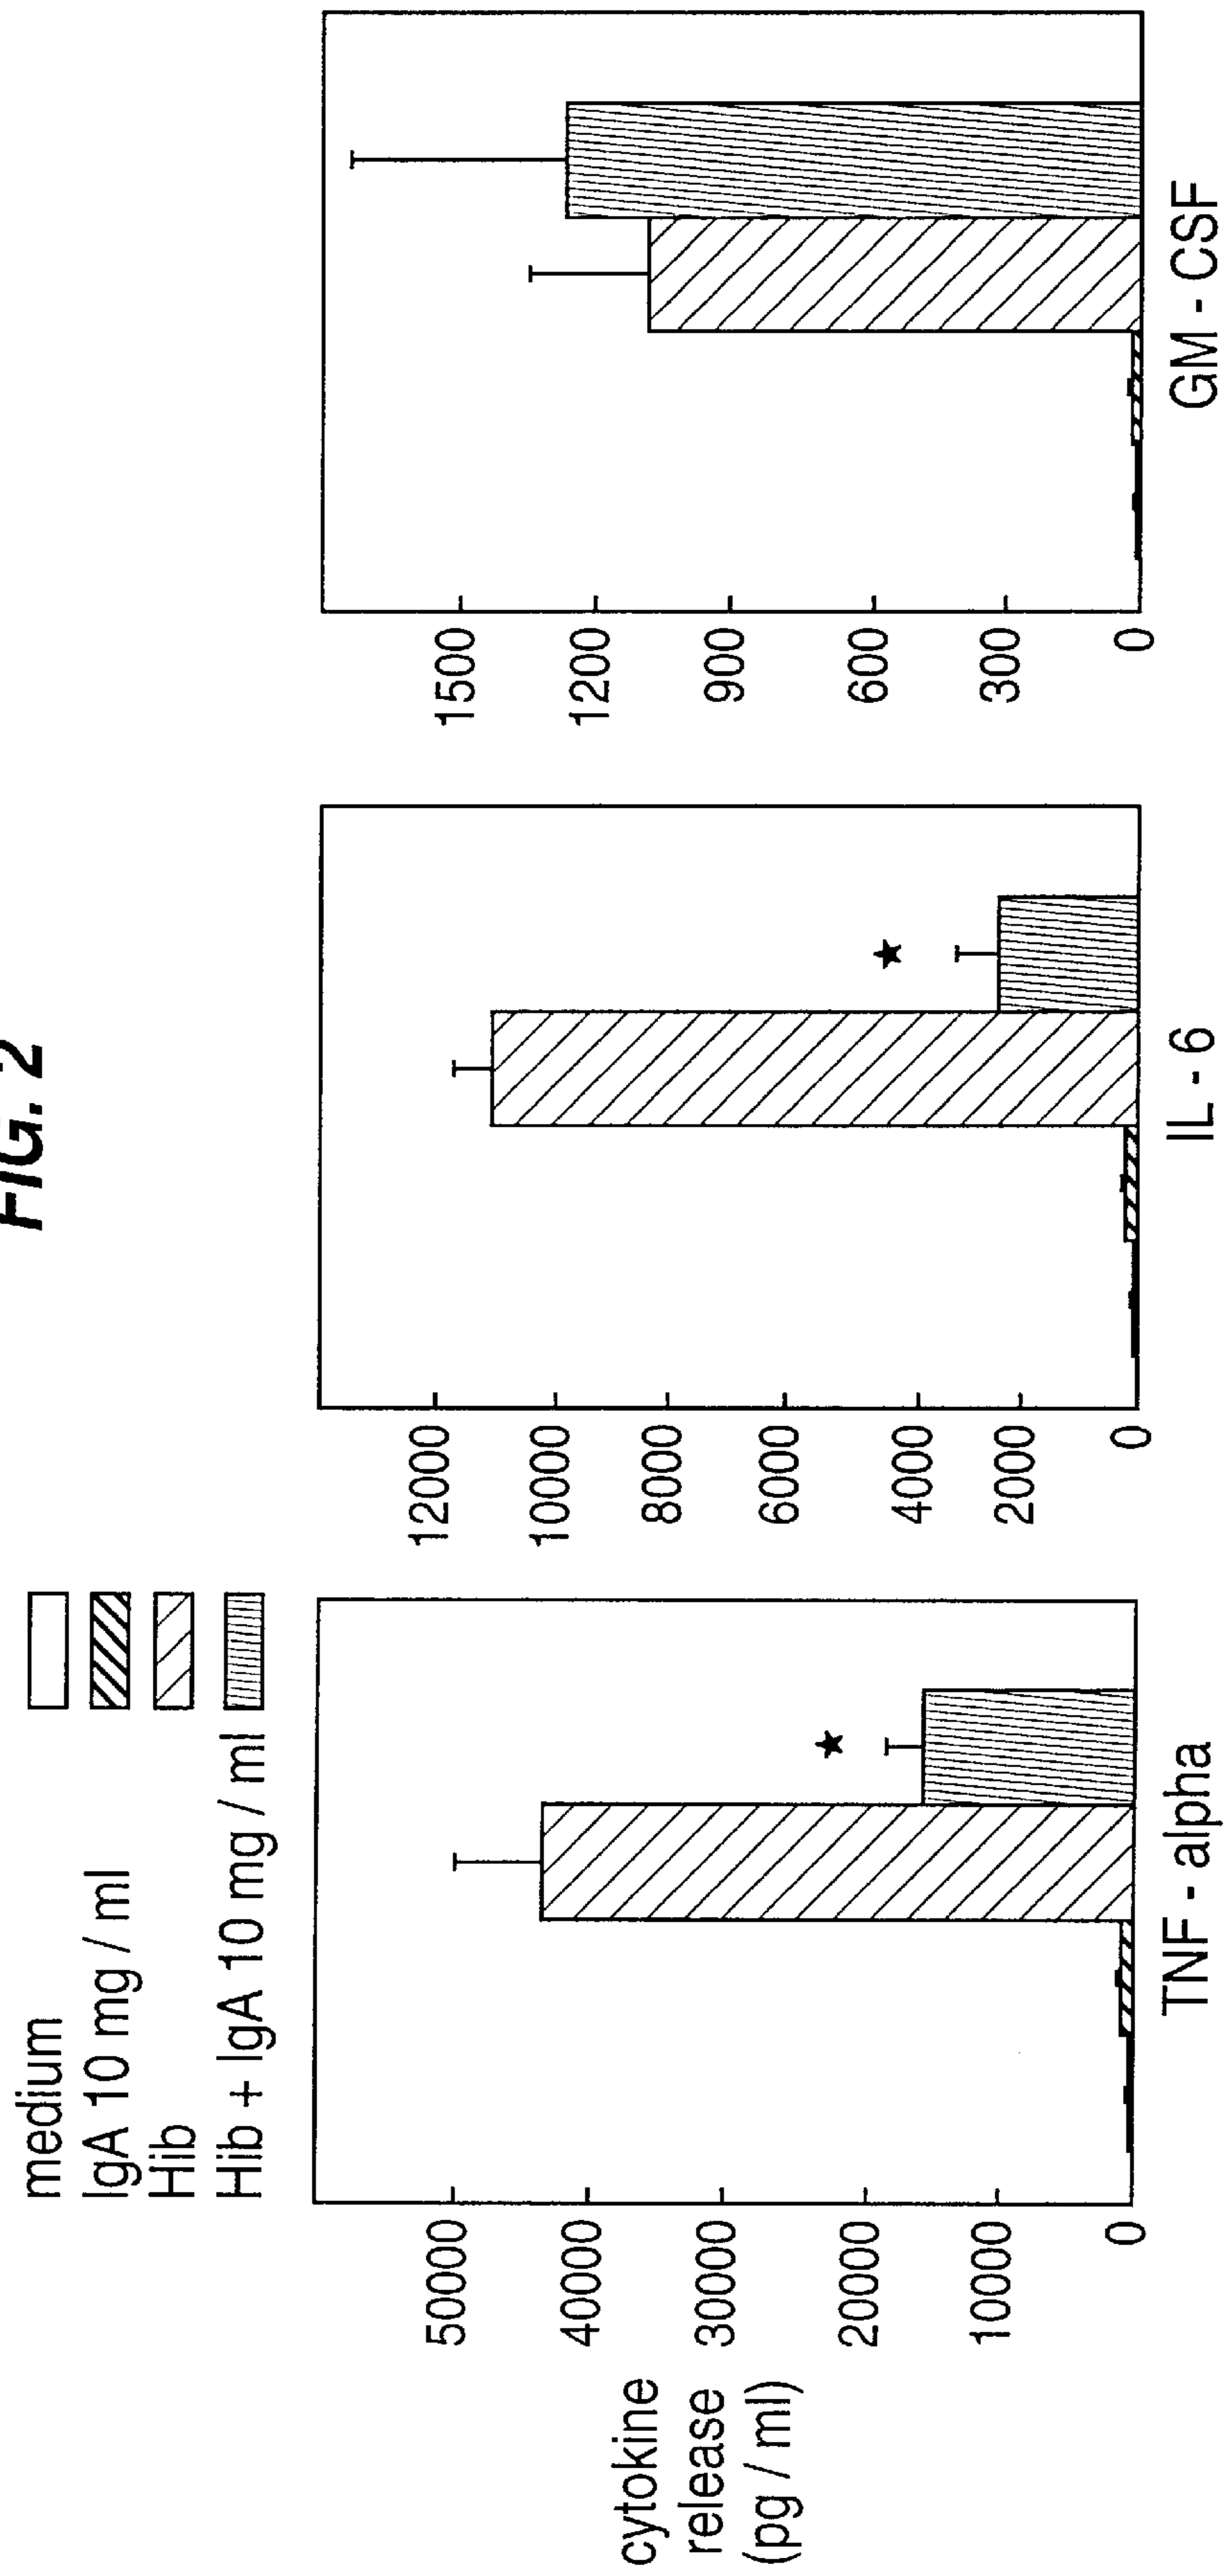 FIG. 2
medium
IgA 10 mg / ml
Hib
Hib + IgA 10 mg / ml
cytokine
release
(pg / ml)
50000
40000
30000
20000
10000
0
TNF - alpha
12000
10000
8000
6000
4000
2000
0
IL - 6
1500
1200
900
600
300
0
GM - CSF